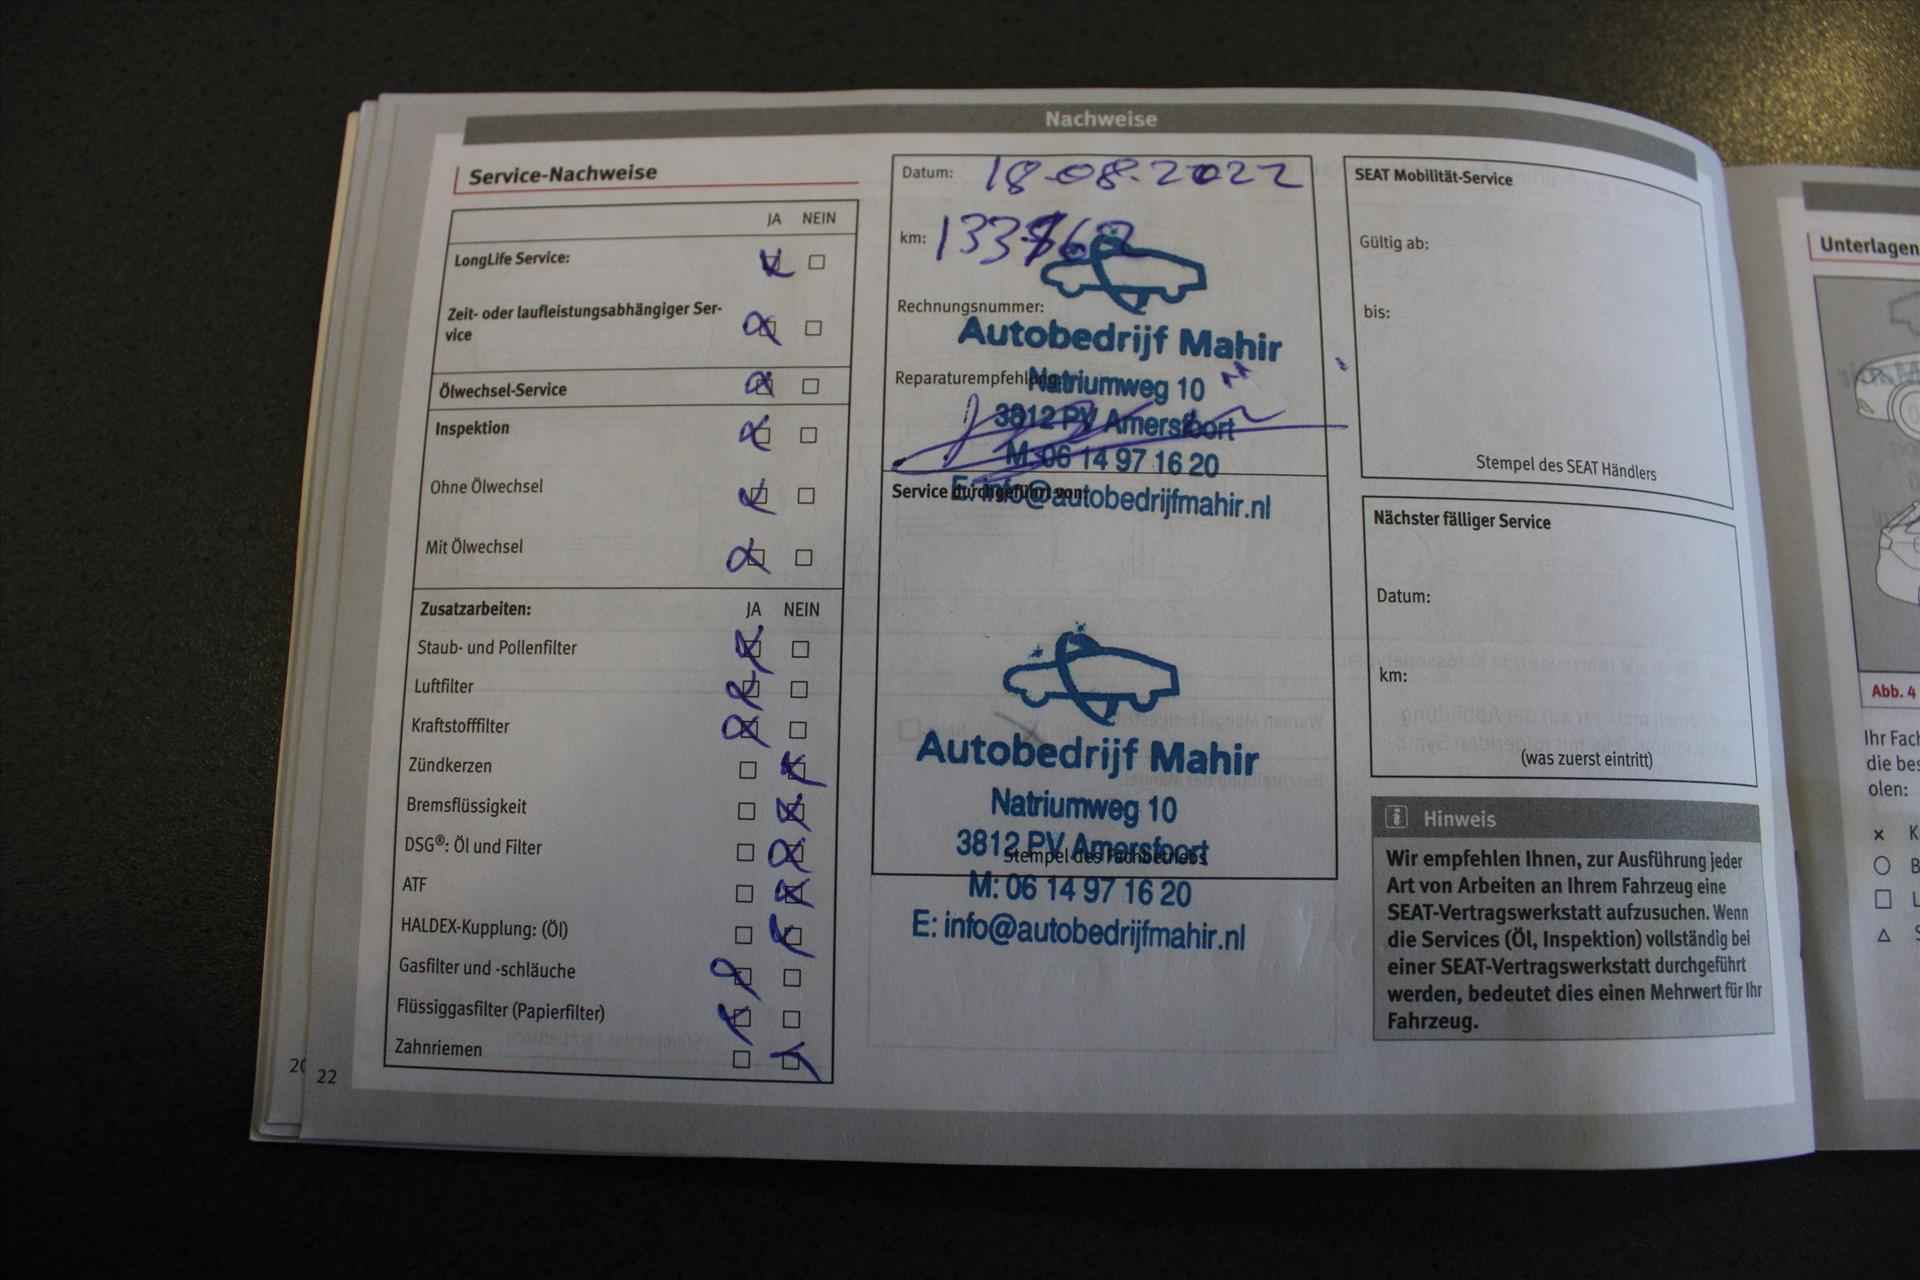 Nachweise
Service-Nachweise
JA NEIN
LongLife Service:
Zeit- oder laufleistungsabhängiger Ser-
vice
Ölwechsel-Service
Inspektion
Ohne Ölwechsel
Mit Ölwechsel
Zusatzarbeiten: JA NEIN
Staub- und Pollenfilter
Luftfilter
Kraftstofffilter
Zündkerzen
Bremsflüssigkeit
DSG®: Öl und Filter
ATF
HALDEX-Kupplung: (Öl)
Gasfilter und -schläuche
Flüssiggasfilter (Papierfilter)
Zahnriemen
20
22
Datum: 18-08-2022
km:
Rechnungsnummer:
Autobedrijf Mahir
Reparaturempfehlung:
Natriumweg 10
3812 PV Amersfoort
M: 06 14 97 16 20
E: info@autobedrijfmahir.nl
Service durchgeführt von:
Autobedrijf Mahir
Natriumweg 10
3812 PV Amersfoort
Stempel des Fachbetriebs
M: 06 14 97 16 20
E: info@autobedrijfmahir.nl
SEAT Mobilität-Service
Gültig ab:
bis:
Stempel des SEAT Händlers
Nächster fälliger Service
Datum:
km:
(was zuerst eintritt)
i Hinweis
Wir empfehlen Ihnen, zur Ausführung jeder
Art von Arbeiten an Ihrem Fahrzeug eine
SEAT-Vertragswerkstatt aufzusuchen. Wenn
die Services (Öl, Inspektion) vollständig bei
einer SEAT-Vertragswerkstatt durchgeführt
werden, bedeutet dies einen Mehrwert für Ihr
Fahrzeug.
Unterlagen
Abb. 4
Ihr Fach
die bes
olen:
× K
B
L
S